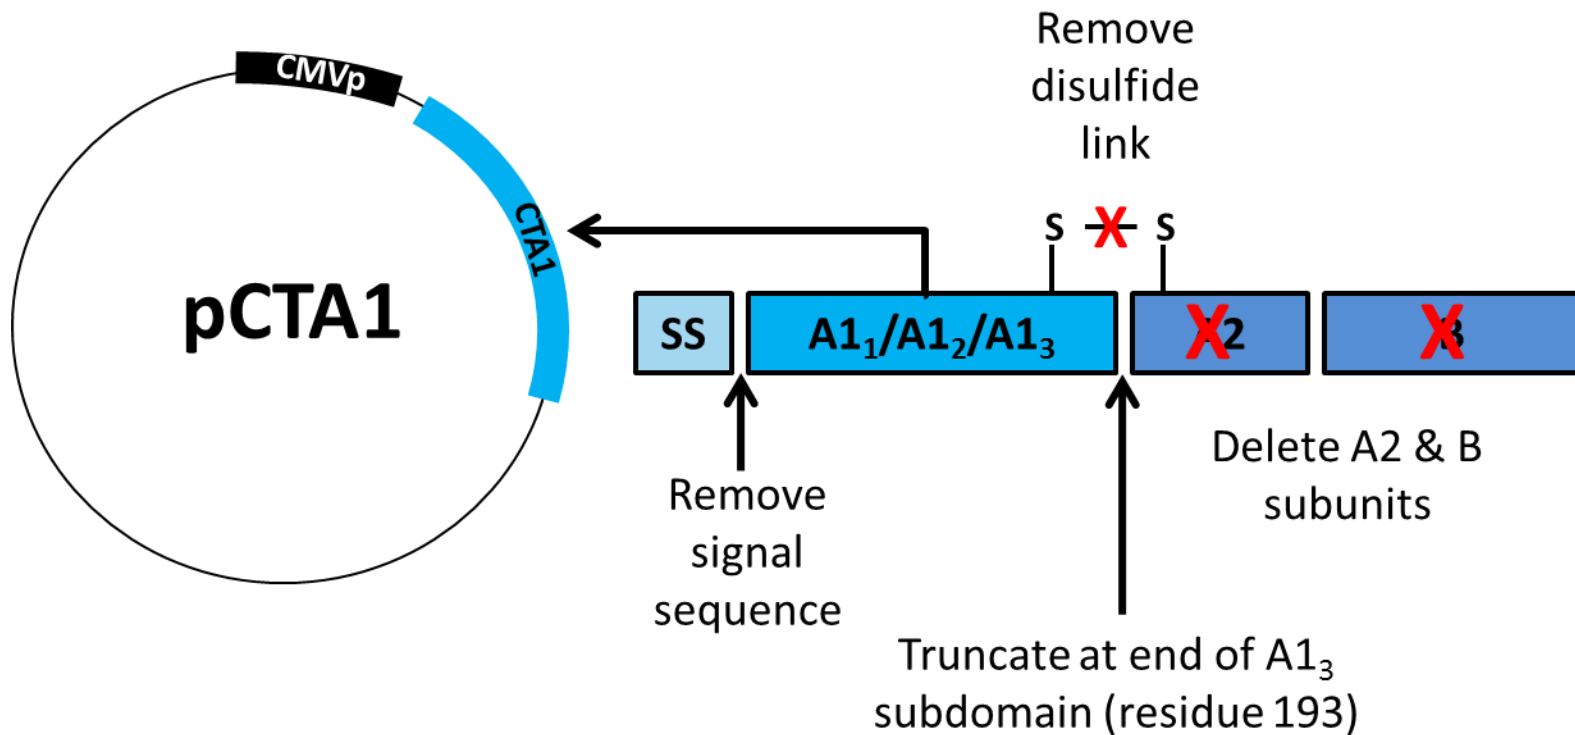 CMVp
CTA1
pCTA1
Remove
disulfide
link
S X S
SS
A1₁/A1₂/A1₃
X2
X
Remove
signal
sequence
Truncate at end of A1₃
subdomain (residue 193)
Delete A2 & B
subunits